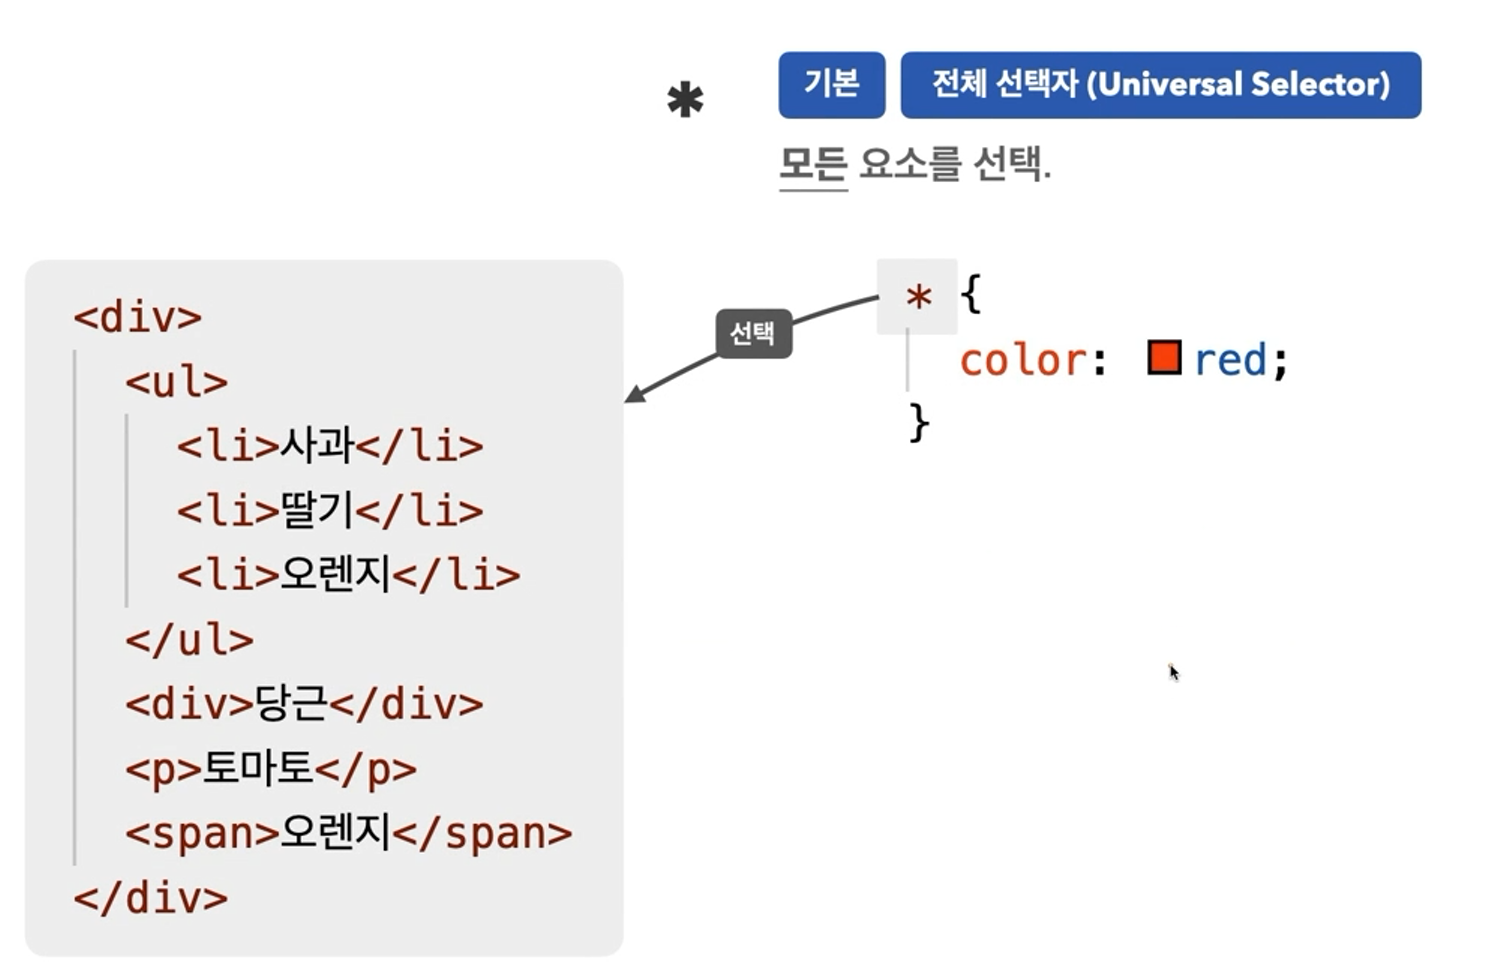 *
기본
전체 선택자 (Universal Selector)
모든 요소를 선택.
<div>
<ul>
<li>사과</li>
<li>딸기</li>
<li>오렌지</li>
</ul>
<div>당근</div>
<p>토마토</p>
<span>오렌지</span>
</div>
선택
* {
color: red;
}